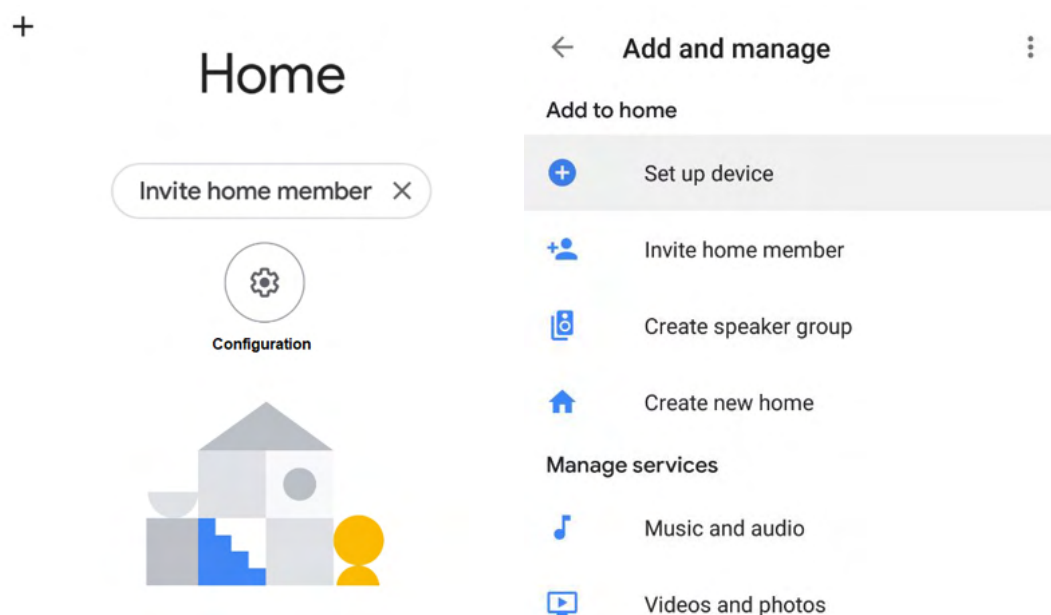 Home
Invite home member
Configuration
Add and manage
Add to home
Set up device
Invite home member
Create speaker group
Create new home
Manage services
Music and audio
Videos and photos